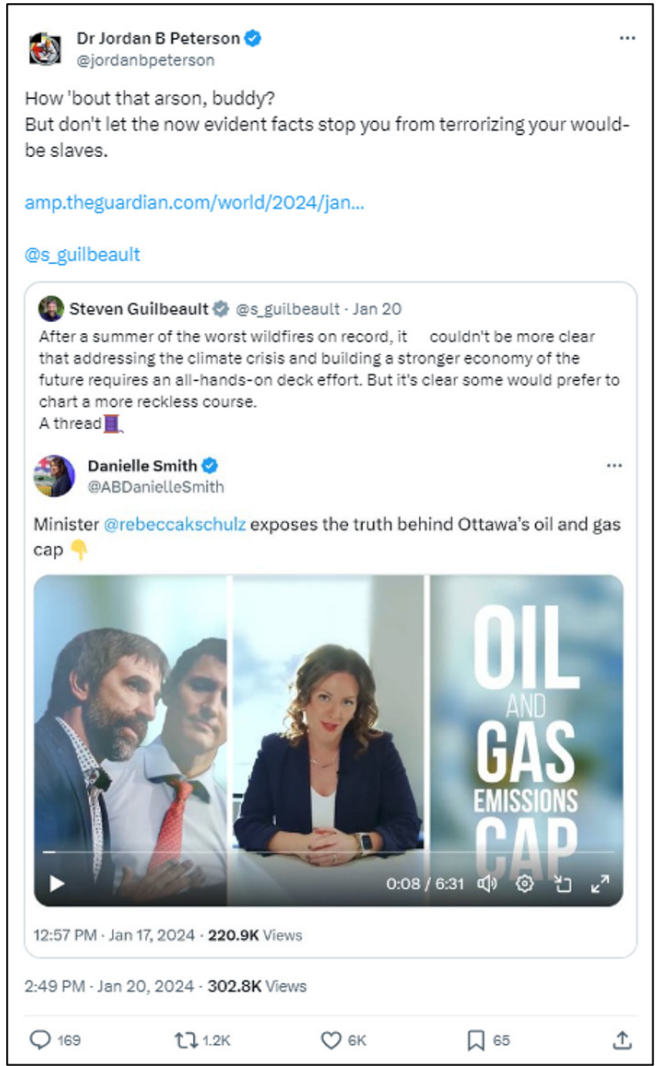 Dr Jordan B Peterson
@jordanbpeterson
How 'bout that arson, buddy?
But don't let the now evident facts stop you from terrorizing your would-
be slaves.
amp.theguardian.com/world/2024/jan...
@s_guilbeault
Steven Guilbeault @s_guilbeault · Jan 20
After a summer of the worst wildfires on record, it couldn't be more clear
that addressing the climate crisis and building a stronger economy of the
future requires an all-hands-on deck effort. But it's clear some would prefer to
chart a more reckless course.
A thread🧵
Danielle Smith
@ABDanielleSmith
Minister @rebeccakschulz exposes the truth behind Ottawa's oil and gas
cap 👇
OIL
AND
GAS
EMISSIONS
CAP
0:08 / 6:31
12:57 PM · Jan 17, 2024 · 220.9K Views
2:49 PM · Jan 20, 2024 · 302.8K Views
169 1.2K 6K 65